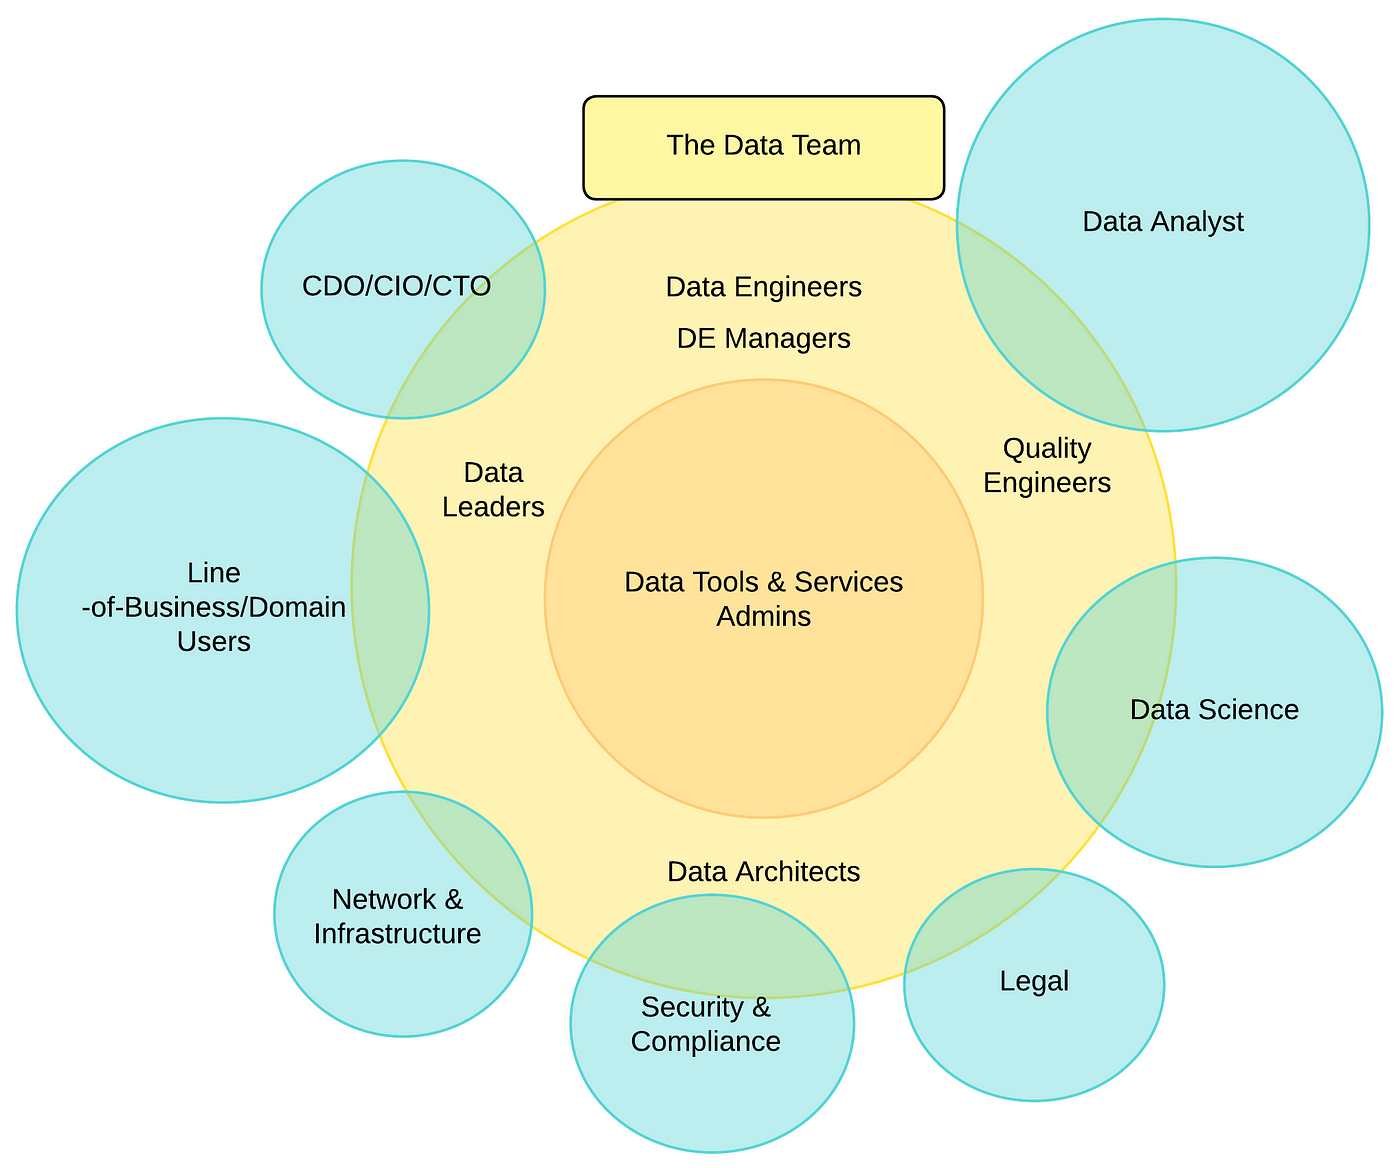 The Data Team
Data Analyst
CDO/CIO/CTO
Data Engineers
DE Managers
Data
Leaders
Quality
Engineers
Line
-of-Business/Domain
Users
Data Tools & Services
Admins
Data Science
Data Architects
Network &
Infrastructure
Security &
Compliance
Legal